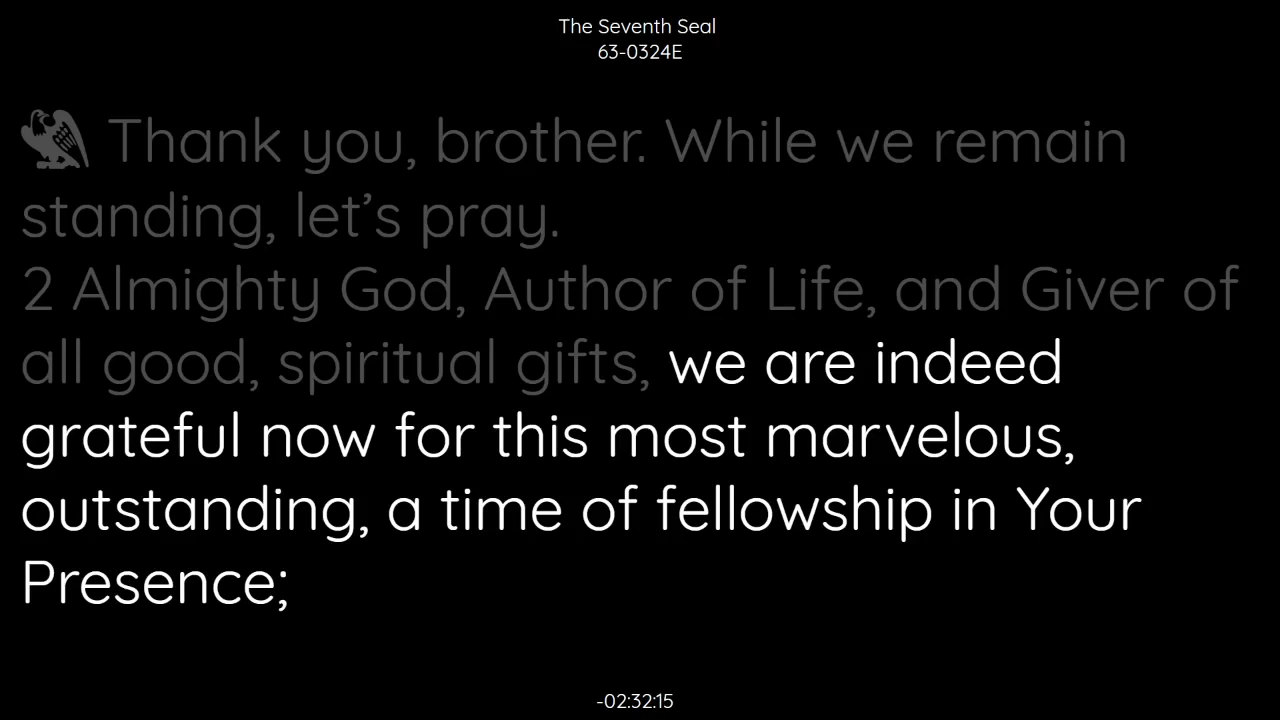 The Seventh Seal
63-0324E
Thank you, brother. While we remain
standing, let’s pray.
2 Almighty God, Author of Life, and Giver of
all good, spiritual gifts, we are indeed
grateful now for this most marvelous,
outstanding, a time of fellowship in Your
Presence;
-02:32:15